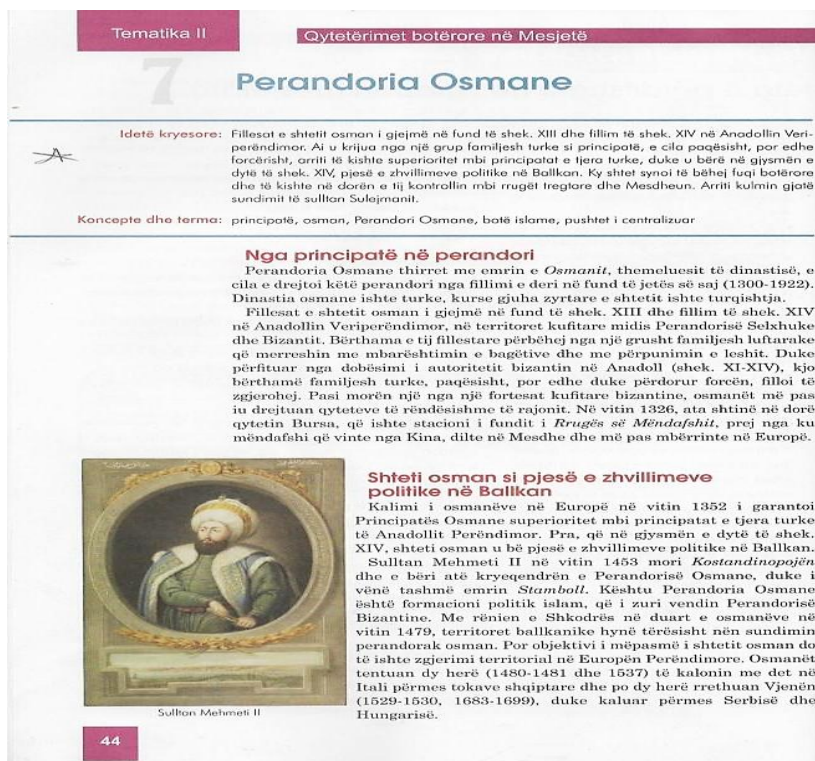 Tematika II
Qytetërimet botërore në Mesjetë
7
Perandoria Osmane
Idetë kryesore: Fillesat e shtetit osman i gjejmë në fund të shek. XIII dhe fillim të shek. XIV në Anadollin Veri-
perëndimor. Ai u krijua nga një grup familjesh turke si principatë, e cila paqësisht, por edhe
forcërisht, arriti të kishte superioritet mbi principatat e tjera turke, duke u bërë në gjysmën e
dytë të shek. XIV, pjesë e zhvillimeve politike në Ballkan. Ky shtet synoi të bëhej fuqi botërore
dhe të kishte në dorën e tij kontrollin mbi rrugët tregtare dhe Mesdheun. Arriti kulmin gjatë
sundimit të sulltan Sulejmanit.
Koncepte dhe terma: principatë, osman, Perandori Osmane, botë islame, pushtet i centralizuar
Nga principatë në perandori
Perandoria Osmane thirret me emrin e Osmanit, themeluesit të dinastisë, e
cila e drejtoi këtë perandori nga fillimi e deri në fund të jetës së saj (1300-1922).
Dinastia osmane ishte turke, kurse gjuha zyrtare e shtetit ishte turqishtja.
Fillesat e shtetit osman i gjejmë në fund të shek. XIII dhe fillim të shek. XIV
në Anadollin Veriperëndimor, në territoret kufitare midis Perandorisë Selxhuke
dhe Bizantit. Bërthama e tij fillestare përbëhej nga një grusht familjesh luftarake
që merreshin me mbarështimin e bagëtive dhe me përpunimin e leshit. Duke
përfituar nga dobësimi i autoritetit bizantin në Anadoll (shek. XI-XIV), kjo
bërthamë familjesh turke, paqësisht, por edhe duke përdorur forcën, filloi të
zgjerohej. Pasi morën një nga një fortesat kufitare bizantine, osmanët më pas
iu drejtuan qyteteve të rëndësishme të rajonit. Në vitin 1326, ata shtinë në dorë
qytetin Bursa, që ishte stacioni i fundit i Rrugës së Mëndafshit, prej nga ku
mëndafshi që vinte nga Kina, dilte në Mesdhe dhe më pas mbërrinte në Europë.
Shteti osman si pjesë e zhvillimeve
politike në Ballkan
Kalimi i osmanëve në Europë në vitin 1352 i garantoi
Principatës Osmane superioritet mbi principatat e tjera turke
të Anadollit Perëndimor. Pra, që në gjysmën e dytë të shek.
XIV, shteti osman u bë pjesë e zhvillimeve politike në Ballkan.
Sulltan Mehmeti II në vitin 1453 mori Kostandinopojën
dhe e bëri atë kryeqendrën e Perandorisë Osmane, duke i
vënë tashmë emrin Stamboll. Kështu Perandoria Osmane
është formacioni politik islam, që i zuri vendin Perandorisë
Bizantine. Me rënien e Shkodrës në duart e osmanëve në
vitin 1479, territoret ballkanike hynë tërësisht nën sundimin
perandorak osman. Por objektivi i mëpasmë i shtetit osman do
të ishte zgjerimi territorial në Europën Perëndimore. Osmanët
tentuan dy herë (1480-1481 dhe 1537) të kalonin me det në
Itali përmes tokave shqiptare dhe po dy herë rrethuan Vjenën
(1529-1530, 1683-1699), duke kaluar përmes Serbisë dhe
Hungarisë.
Sulltan Mehmeti II
44